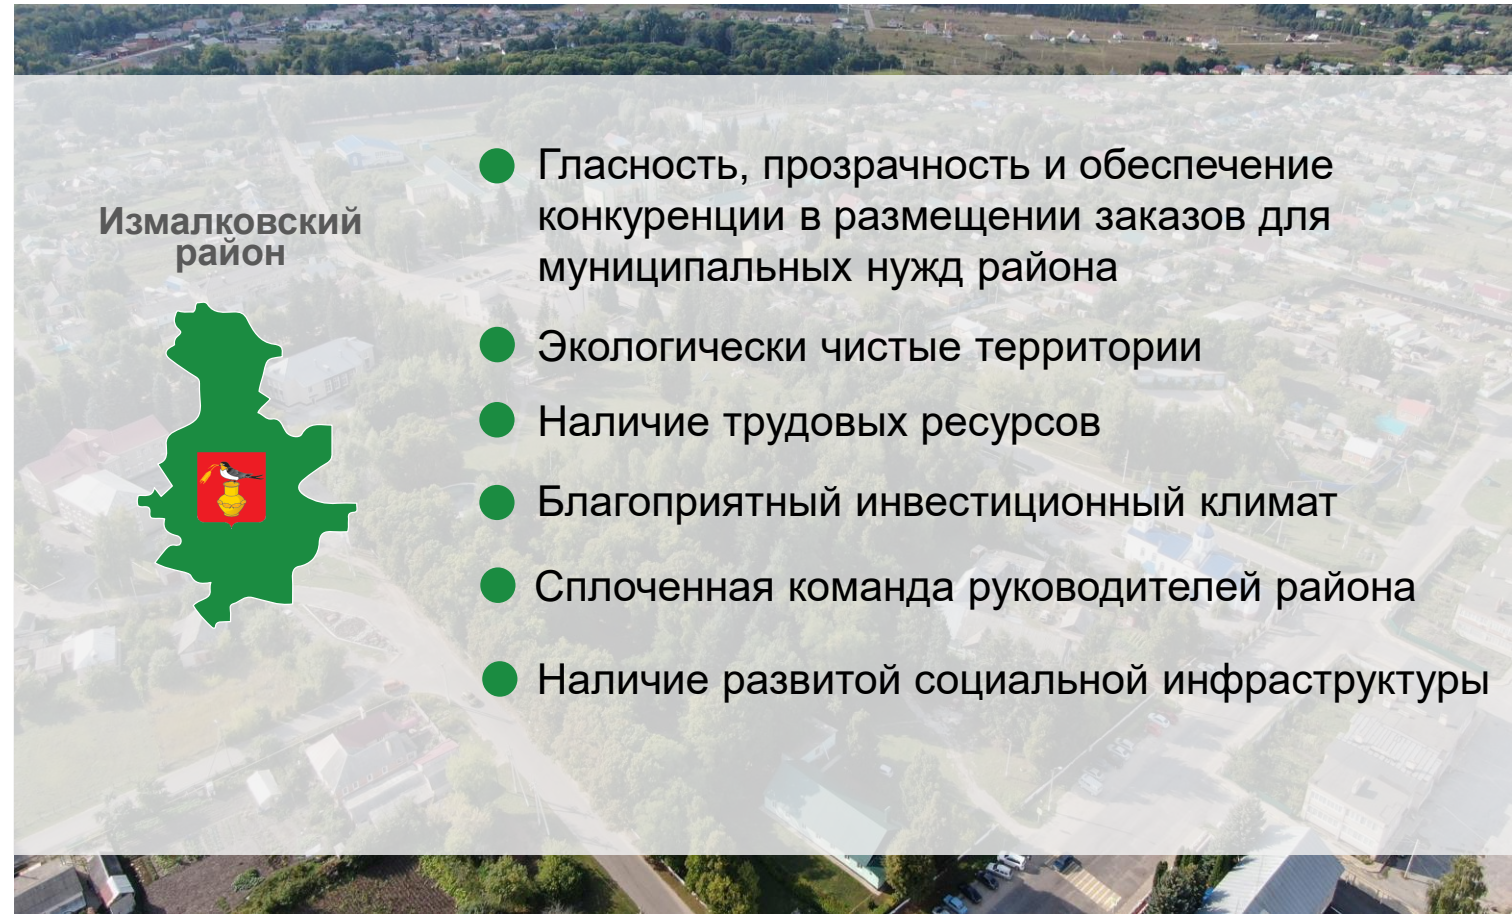 Измалковский
район
Гласность, прозрачность и обеспечение
конкуренции в размещении заказов для
муниципальных нужд района
Экологически чистые территории
Наличие трудовых ресурсов
Благоприятный инвестиционный климат
Сплоченная команда руководителей района
Наличие развитой социальной инфраструктуры